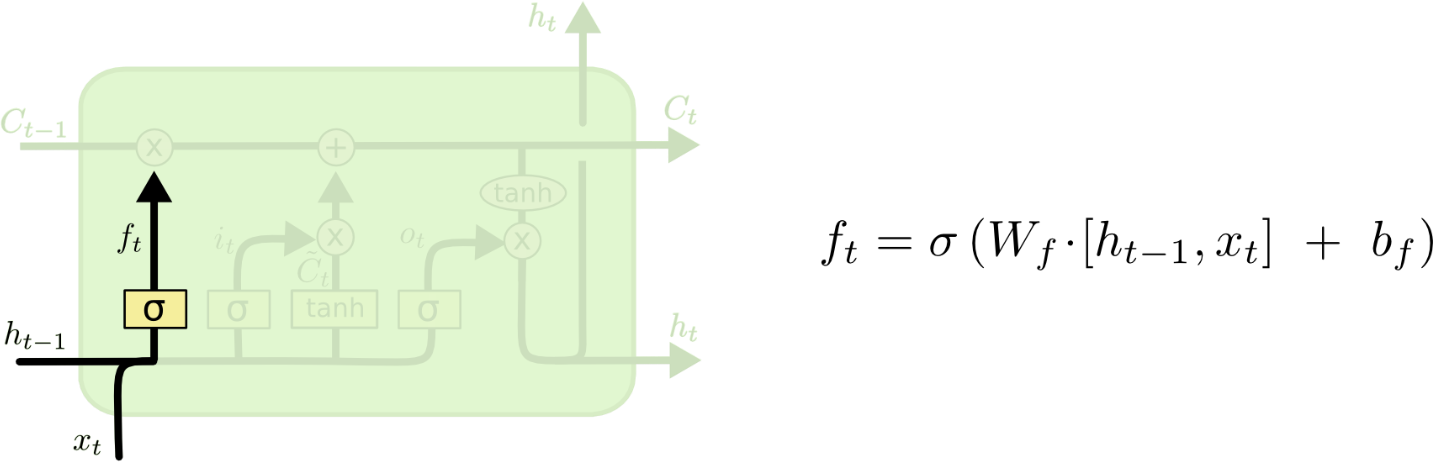 h_t
C_{t-1}
C_t
x
+
tanh
f_t
i_t
x
o_t
x
C̃_t
σ
σ
tanh
σ
h_{t-1}
h_t
x_t
f_t = σ (W_f · [h_{t-1}, x_t] + b_f)